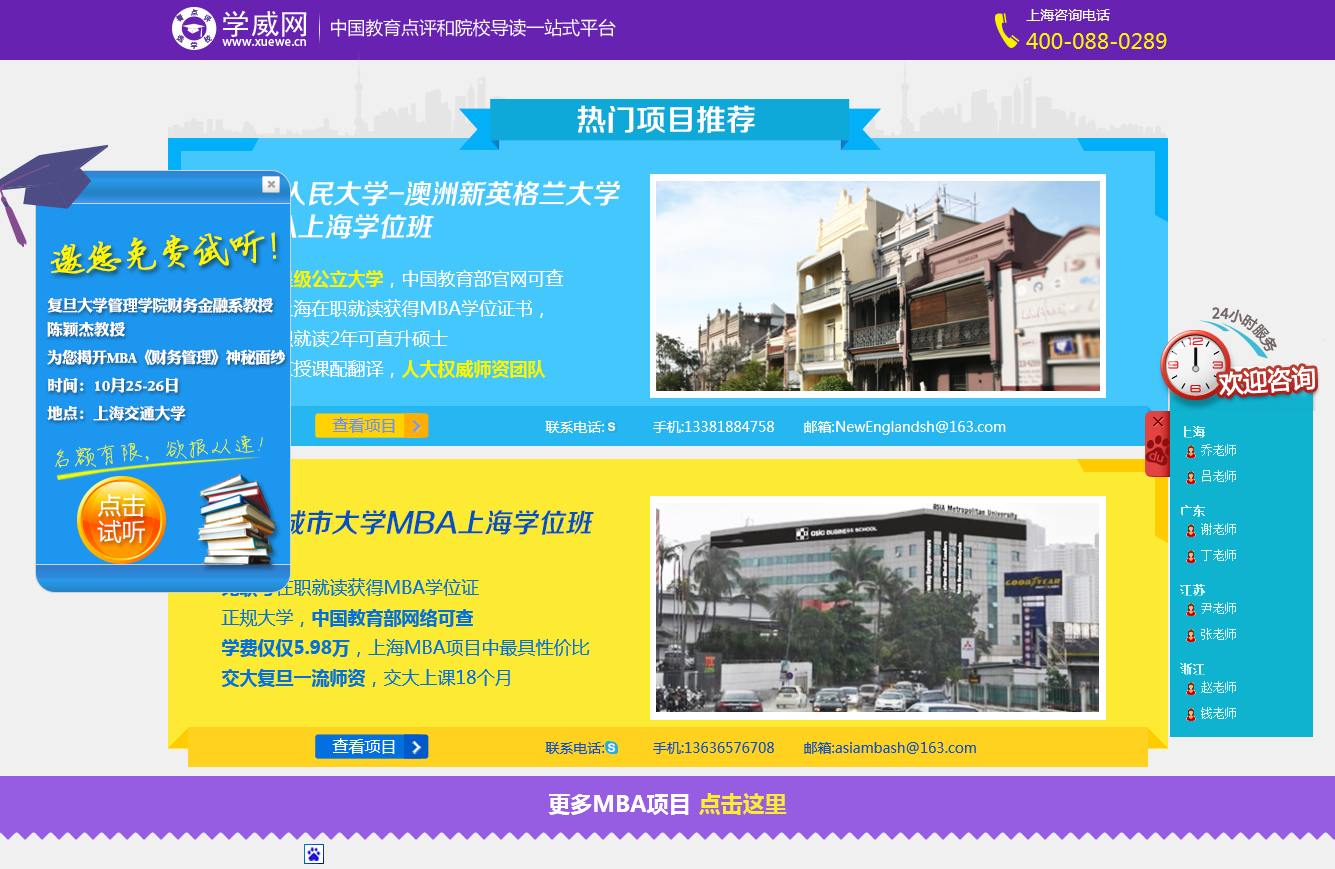 学威网
www.xuewe.cn
中国教育点评和院校导读一站式平台
上海咨询电话
400-088-0289
热门项目推荐
人民大学-澳洲新英格兰大学
上海学位班
级公立大学，中国教育部官网可查
海在职就读获得MBA学位证书，
就读2年可直升硕士
授课配翻译，人大权威师资团队
查看项目
联系电话:
手机:13381884758
邮箱:NewEnglandsh@163.com
邀您免费试听!
复旦大学管理学院财务金融系教授
陈颖杰教授
为您揭开MBA《财务管理》神秘面纱
时间：10月25-26日
地点：上海交通大学
名额有限，欲报从速!
点击
试听
城市大学MBA上海学位班
在职就读获得MBA学位证
正规大学，中国教育部网络可查
学费仅仅5.98万，上海MBA项目中最具性价比
交大复旦一流师资，交大上课18个月
asia Metropolitan University
asia BUSINESS SCHOOL
GOODYEAR
查看项目
联系电话:
手机:13636576708
邮箱:asiambash@163.com
24小时服务
欢迎咨询
du
上海
乔老师
吕老师
广东
谢老师
丁老师
江苏
尹老师
张老师
浙江
赵老师
钱老师
更多MBA项目 点击这里